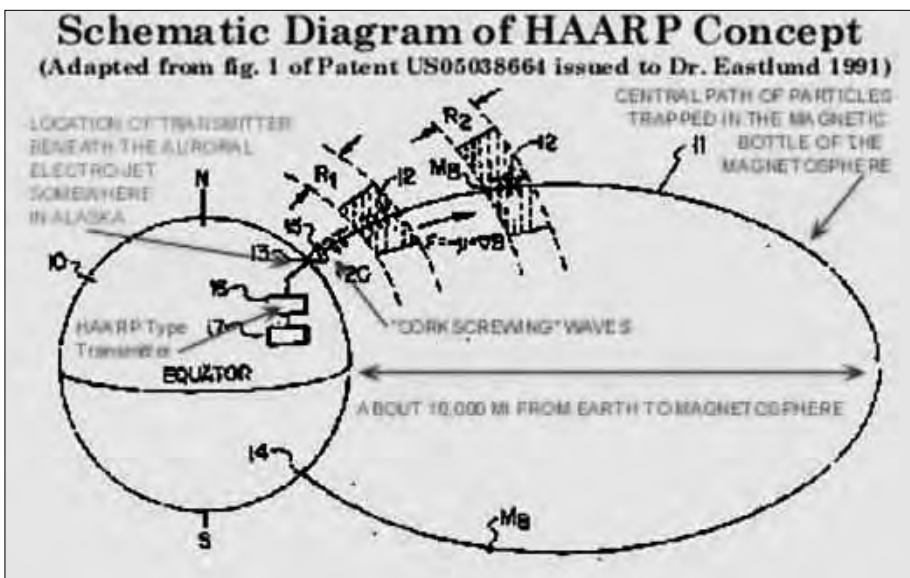 Schematic Diagram of HAARP Concept
(Adapted from fig. 1 of Patent US05038664 issued to Dr. Eastlund 1991)
CENTRAL PATH OF PARTICLES
TRAPPED IN THE MAGNETIC
BOTTLE OF THE
MAGNETOSPHERE
LOCATION OF TRANSMITTER
BENEATH THE AURORAL
ELECTROJET
SOMEWHERE
IN ALASKA
R1
R2
12
12
11
MB
N
15
13
20
10
16
17
HAARP Type
Transmitter
"CORKSCREWING" WAVES
EQUATOR
ABOUT 10,000 MI FROM EARTH TO MAGNETOSPHERE
14
MB
S